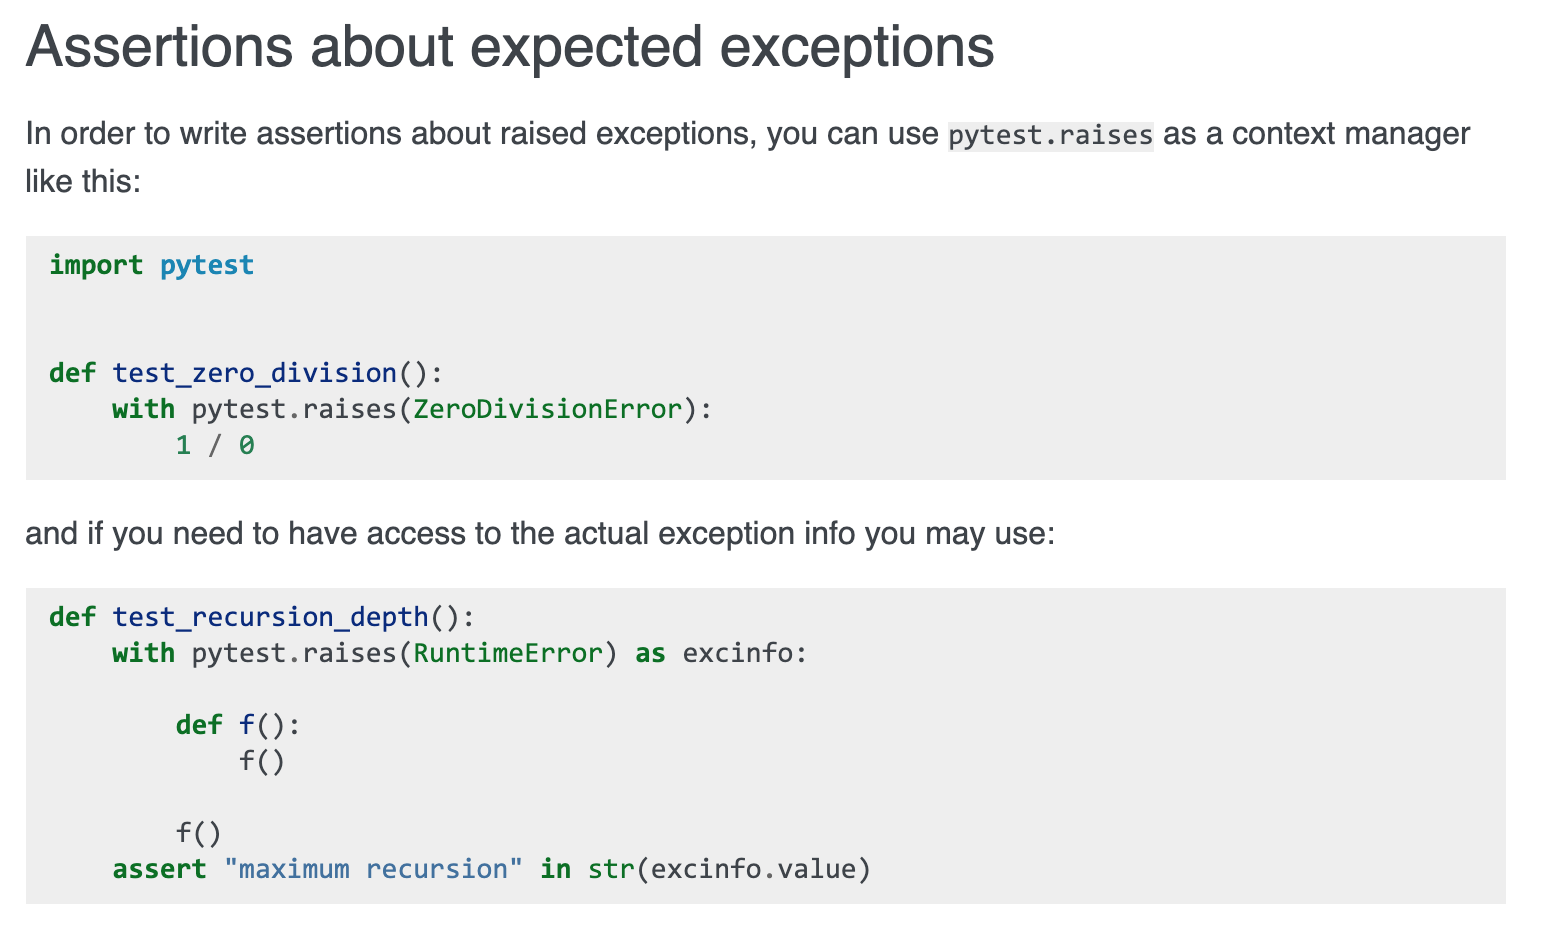 Assertions about expected exceptions
In order to write assertions about raised exceptions, you can use pytest.raises as a context manager
like this:
import pytest
def test_zero_division():
    with pytest.raises(ZeroDivisionError):
        1 / 0
and if you need to have access to the actual exception info you may use:
def test_recursion_depth():
    with pytest.raises(RuntimeError) as excinfo:
        def f():
            f()
        f()
    assert "maximum recursion" in str(excinfo.value)